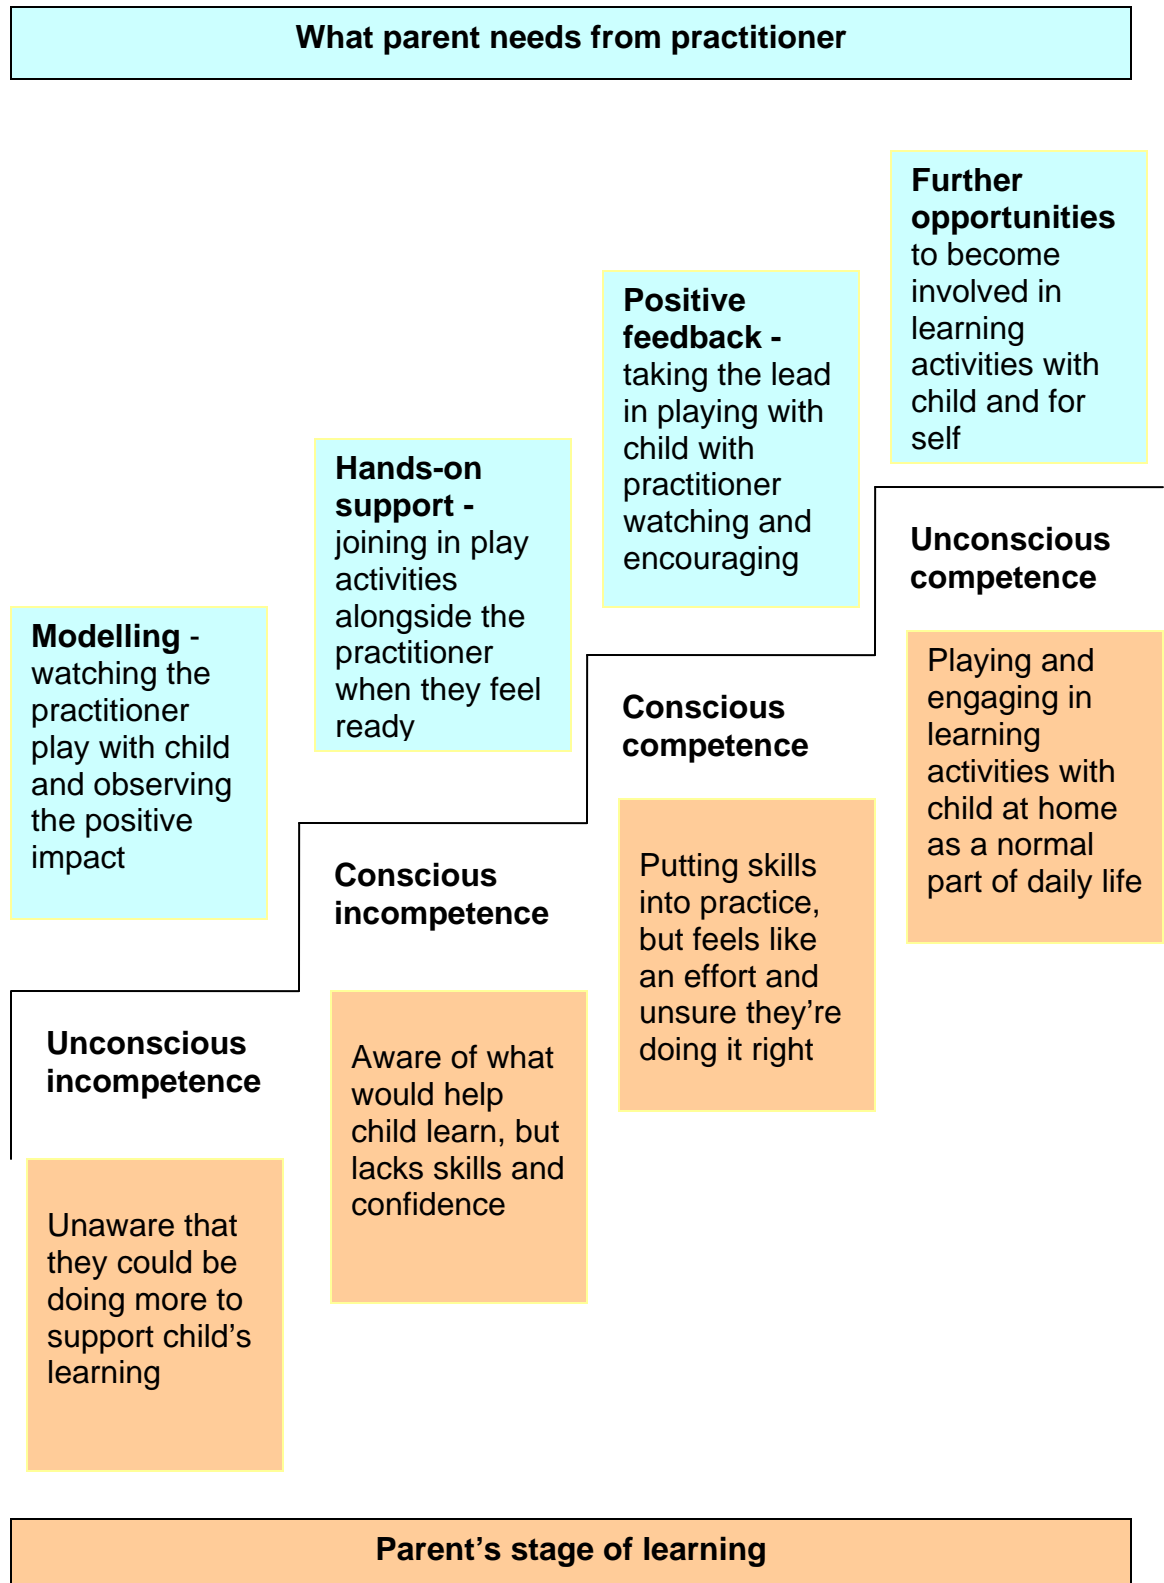 What parent needs from practitioner
Further
opportunities
to become
involved in
learning
activities with
child and for
self
Positive
feedback -
taking the lead
in playing with
child with
practitioner
watching and
encouraging
Hands-on
support -
joining in play
activities
alongside the
practitioner
when they feel
ready
Modelling -
watching the
practitioner
play with child
and observing
the positive
impact
Unconscious
competence
Playing and
engaging in
learning
activities with
child at home
as a normal
part of daily life
Conscious
competence
Putting skills
into practice,
but feels like
an effort and
unsure they’re
doing it right
Conscious
incompetence
Aware of what
would help
child learn, but
lacks skills and
confidence
Unconscious
incompetence
Unaware that
they could be
doing more to
support child’s
learning
Parent’s stage of learning